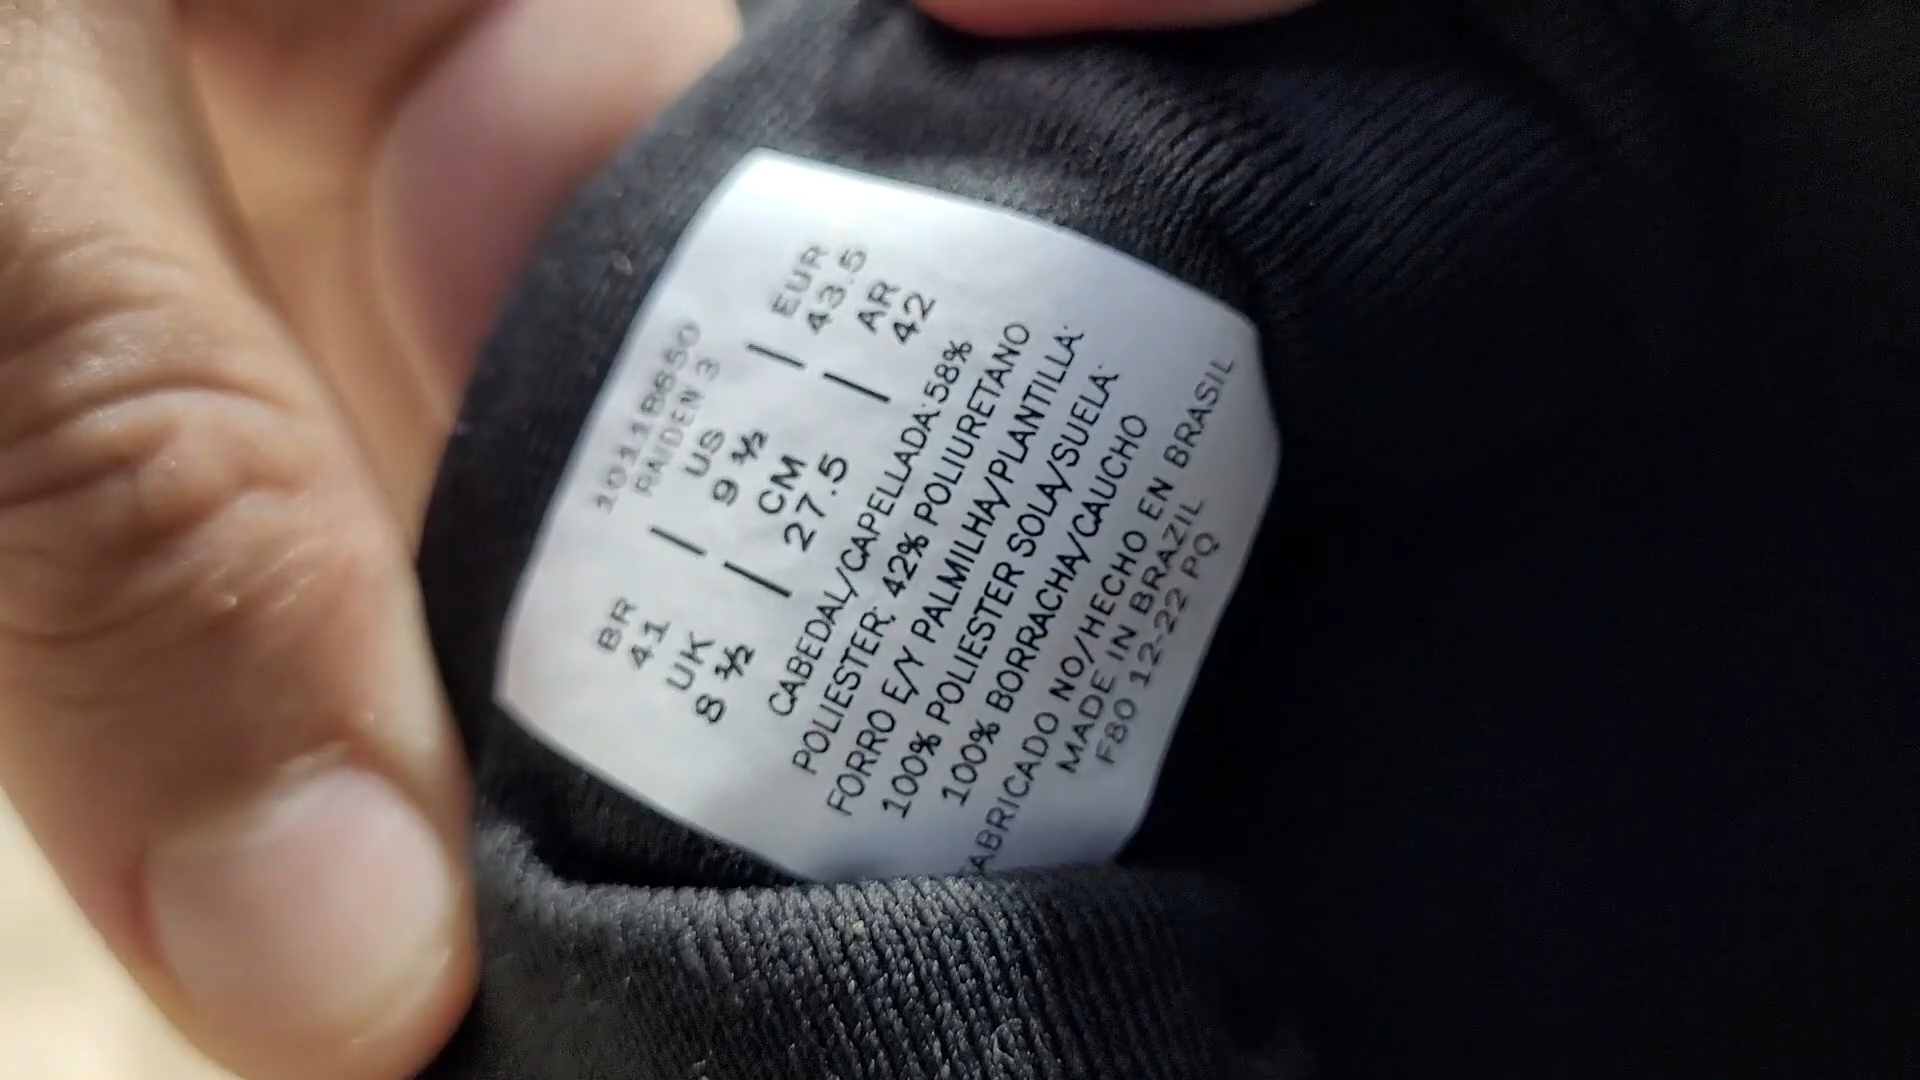 1011B650
RAIDEN 3
BR | US | EUR
41 9 ½ 43.5
UK | CM | AR
8 ½ 27.5 42
CABEDAL/CAPELLADA:58%
POLIESTER: 42% POLIURETANO
FORRO E/Y PALMILHA/PLANTILLA:
100% POLIESTER SOLA/SUELA:
100% BORRACHA/CAUCHO
FABRICADO NO/HECHO EN BRASIL
MADE IN BRAZIL
F80 12-22 PQ